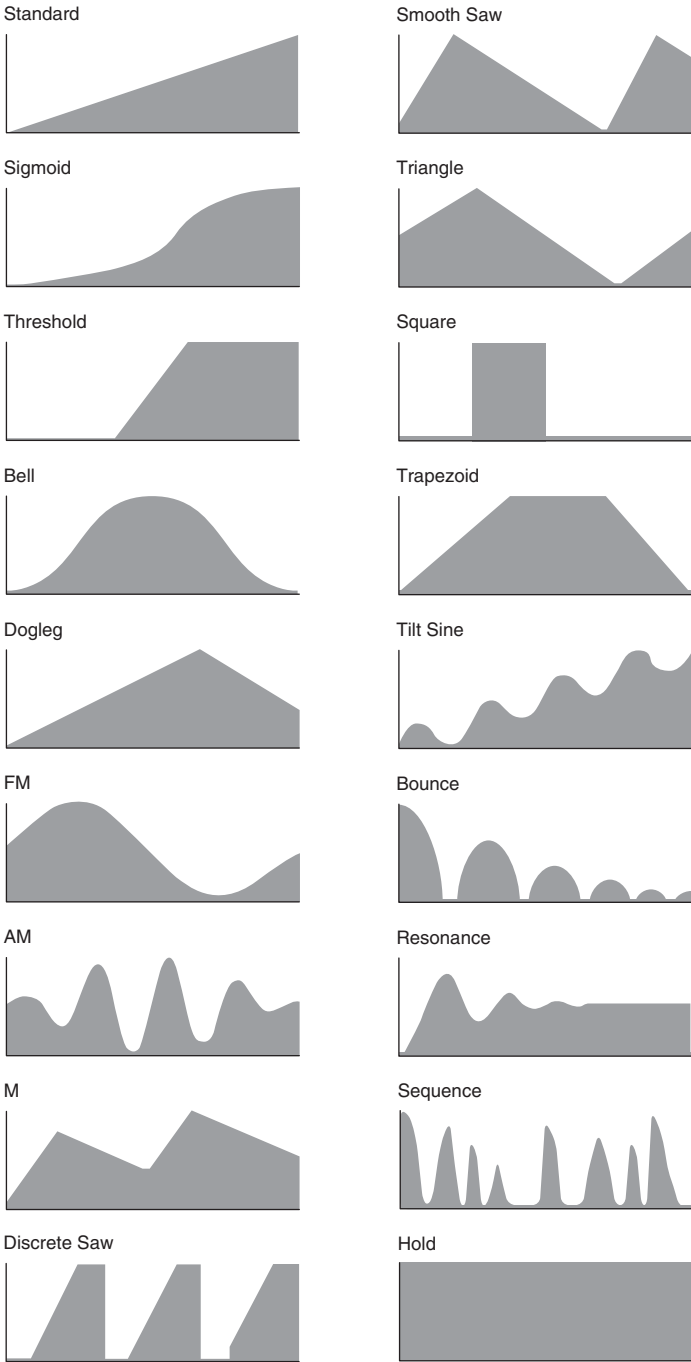 Standard
Smooth Saw
Sigmoid
Triangle
Threshold
Square
Bell
Trapezoid
Dogleg
Tilt Sine
FM
Bounce
AM
Resonance
M
Sequence
Discrete Saw
Hold